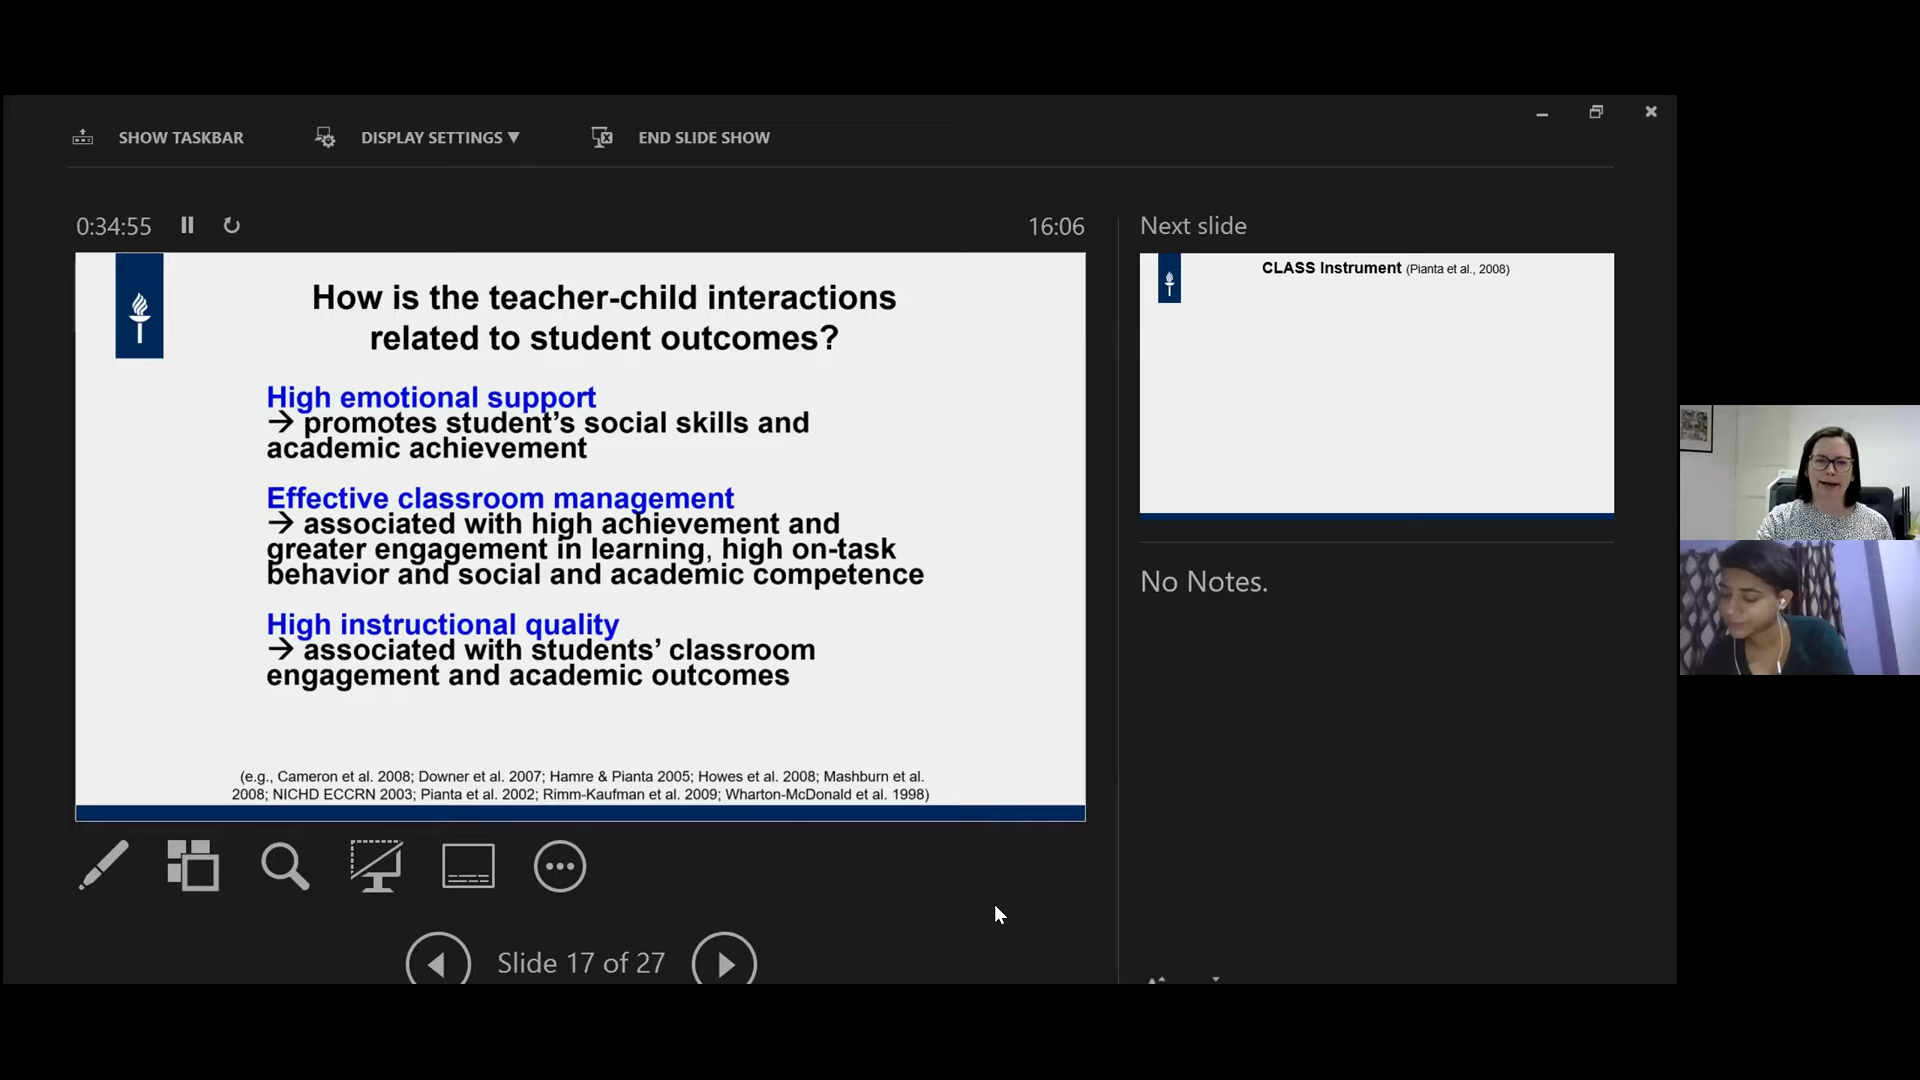 SHOW TASKBAR
DISPLAY SETTINGS ▼
END SLIDE SHOW
0:34:55
16:06
How is the teacher-child interactions
related to student outcomes?
High emotional support
→ promotes student’s social skills and
academic achievement
Effective classroom management
→ associated with high achievement and
greater engagement in learning, high on-task
behavior and social and academic competence
High instructional quality
→ associated with students’ classroom
engagement and academic outcomes
(e.g., Cameron et al. 2008; Downer et al. 2007; Hamre & Pianta 2005; Howes et al. 2008; Mashburn et al.
2008; NICHD ECCRN 2003; Pianta et al. 2002; Rimm-Kaufman et al. 2009; Wharton-McDonald et al. 1998)
Slide 17 of 27
Next slide
CLASS Instrument (Pianta et al., 2008)
No Notes.